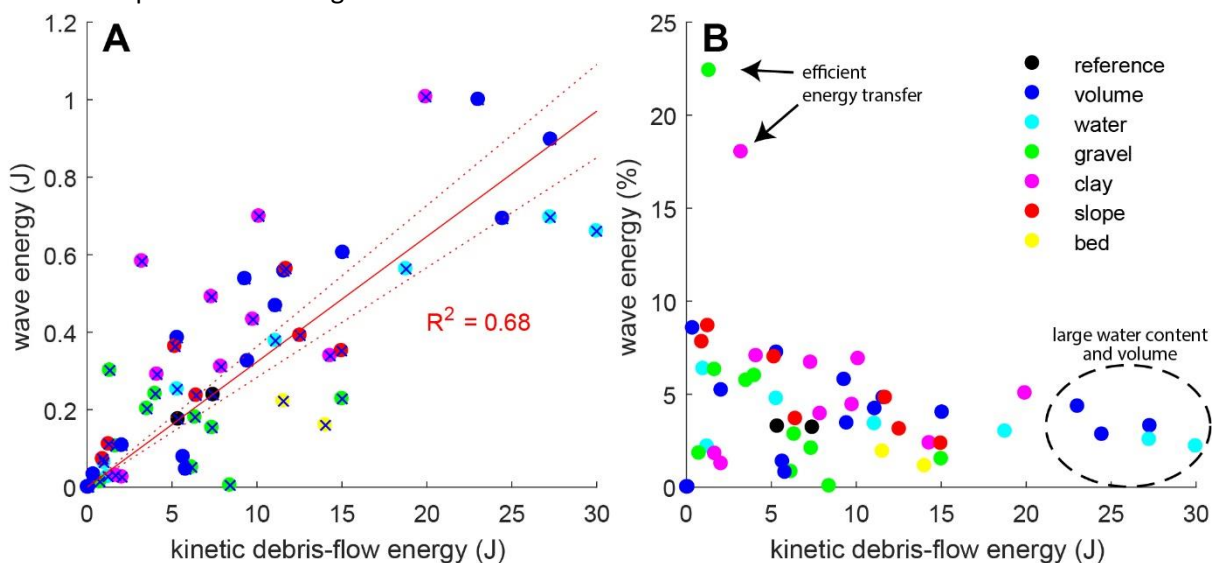 A
wave energy (J)
1.2
1
0.8
0.6
0.4
0.2
0
R² = 0.68
0 5 10 15 20 25 30
kinetic debris-flow energy (J)
B
wave energy (%)
25
20
15
10
5
0
efficient
energy transfer
reference
volume
water
gravel
clay
slope
bed
large water content
and volume
0 5 10 15 20 25 30
kinetic debris-flow energy (J)